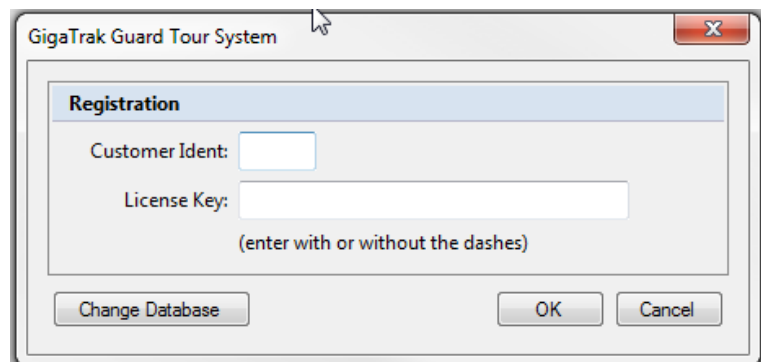 GigaTrak Guard Tour System
Registration
Customer Ident:
License Key:
(enter with or without the dashes)
Change Database OK Cancel